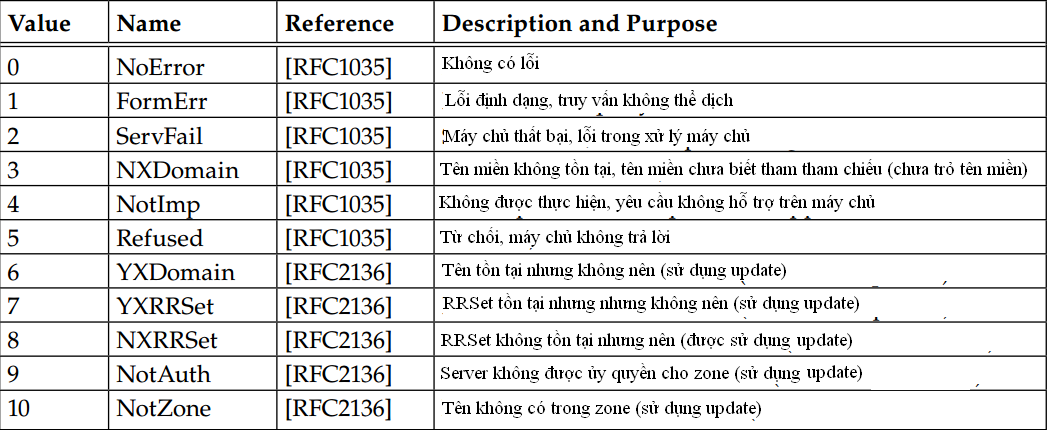 Value Name Reference Description and Purpose
0 NoError [RFC1035] Không có lỗi
1 FormErr [RFC1035] Lỗi định dạng, truy vấn không thể dịch
2 ServFail [RFC1035] Máy chủ thất bại, lỗi trong xử lý máy chủ
3 NXDomain [RFC1035] Tên miền không tồn tại, tên miền chưa biết tham tham chiếu (chưa trỏ tên miền)
4 NotImp [RFC1035] Không được thực hiện, yêu cầu không hỗ trợ trên máy chủ
5 Refused [RFC1035] Từ chối, máy chủ không trả lời
6 YXDomain [RFC2136] Tên tồn tại nhưng không nên (sử dụng update)
7 YXRRSet [RFC2136] RRSet tồn tại nhưng nhưng không nên (sử dụng update)
8 NXRRSet [RFC2136] RRSet không tồn tại nhưng nên (được sử dụng update)
9 NotAuth [RFC2136] Server không được ủy quyền cho zone (sử dụng update)
10 NotZone [RFC2136] Tên không có trong zone (sử dụng update)